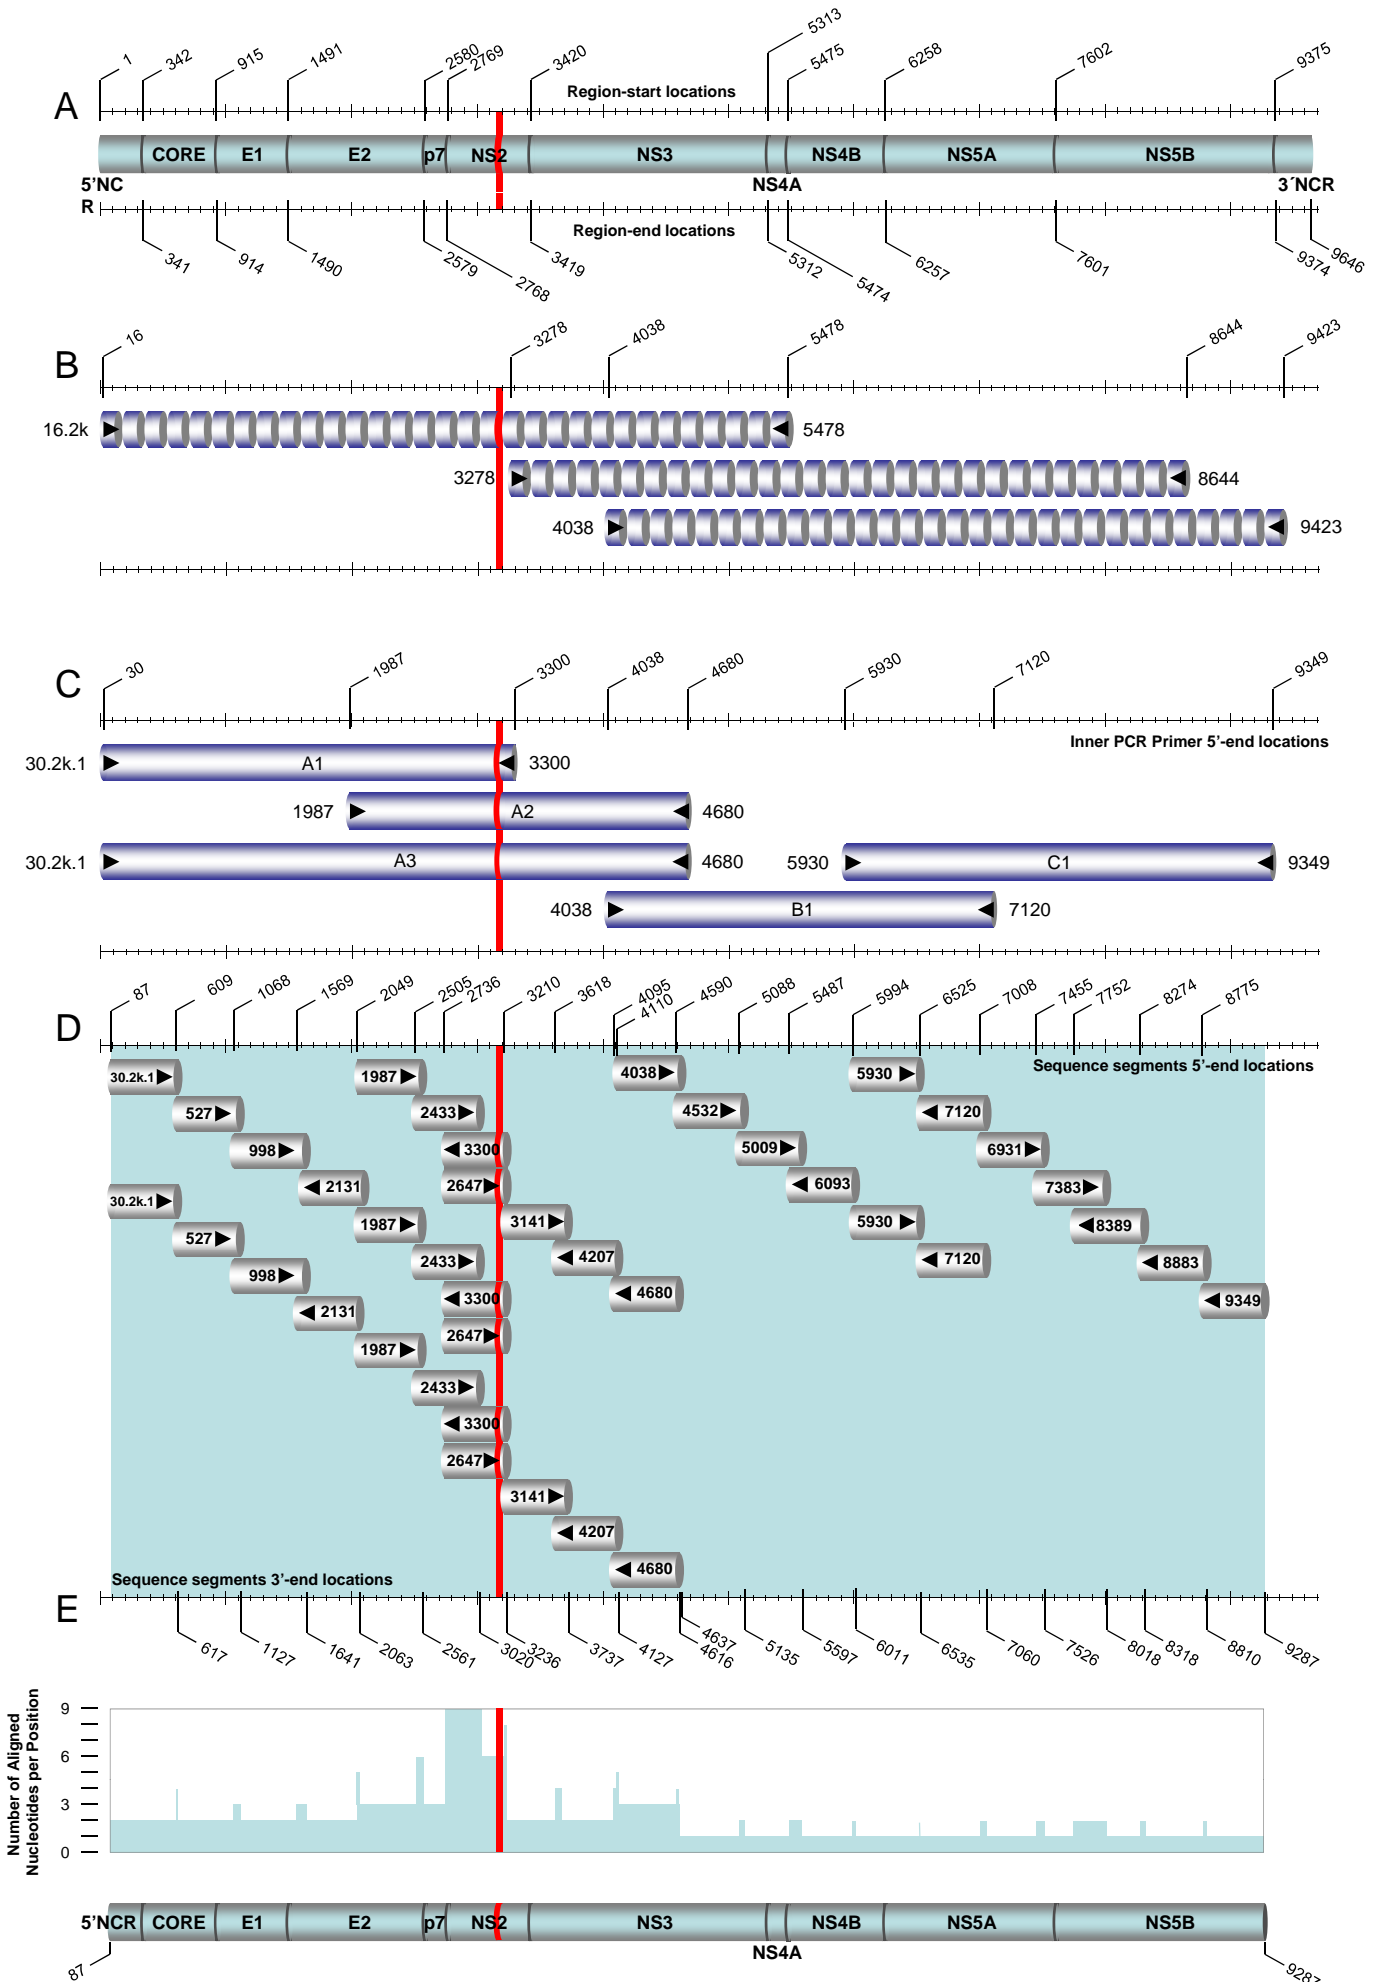 1 342 915 1491 2580 2769 3420 5313 5475 6258 7602 9375
A
Region-start locations
CORE E1 E2 p7 NS2 NS3 NS4B NS5A NS5B
5’NC
R
NS4A
3´NCR
Region-end locations
341 914 1490 2579 2768 3419 5312 5474 6257 7601 9374 9646
B
16 3278 4038 5478 8644 9423
16.2k 5478
3278 8644
4038 9423
C
30 1987 3300 4038 4680 5930 7120 9349
Inner PCR Primer 5’-end locations
30.2k.1 A1 3300
1987 A2 4680
30.2k.1 A3 4680 5930 C1 9349
4038 B1 7120
D
87 609 1068 1569 2049 2505 2736 3210 3618 4095 4110 4590 5088 5487 5994 6525 7008 7455 7752 8274 8775
Sequence segments 5’-end locations
30.2k.1 1987 4038 5930
527 2433 4532 7120
998 3300 5009 6931
2131 2647 6093 7383
30.2k.1
527 1987 3141 5930 8389
998 2433 4207 7120 8883
2131 3300 4680 9349
1987 2647
2433
3300
2647
3141
4207
4680
Sequence segments 3’-end locations
E
617 1127 1641 2063 2561 3020 3236 3737 4127 4637 4616 5135 5597 6011 6535 7060 7526 8018 8318 8810 9287
Number of Aligned
Nucleotides per Position
9
6
3
0
5’NCR CORE E1 E2 p7 NS2 NS3 NS4B NS5A NS5B
NS4A
87 9287